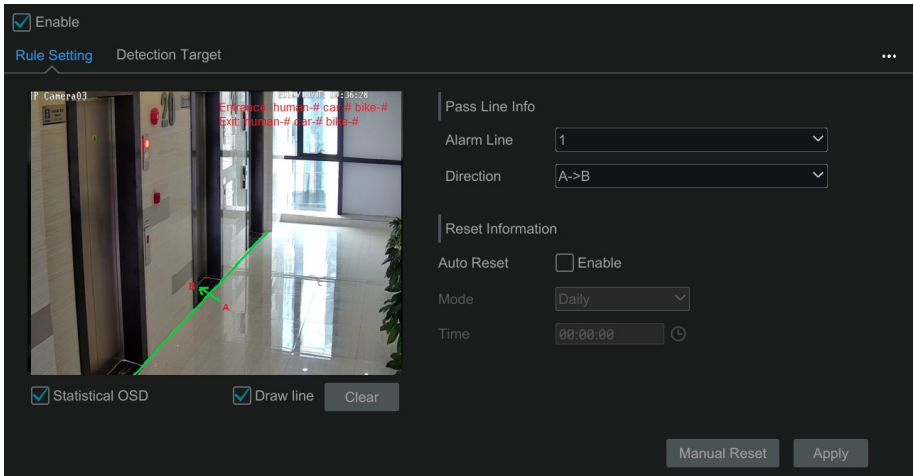 Enable
Rule Setting Detection Target ...
IP Camera03
Entrance: human-# car-# bike-#
Exit: human-# car-# bike-#
20
B
A
Statistical OSD Draw line Clear
Pass Line Info
Alarm Line 1
Direction A->B
Reset Information
Auto Reset Enable
Mode Daily
Time 00:00:00
Manual Reset Apply